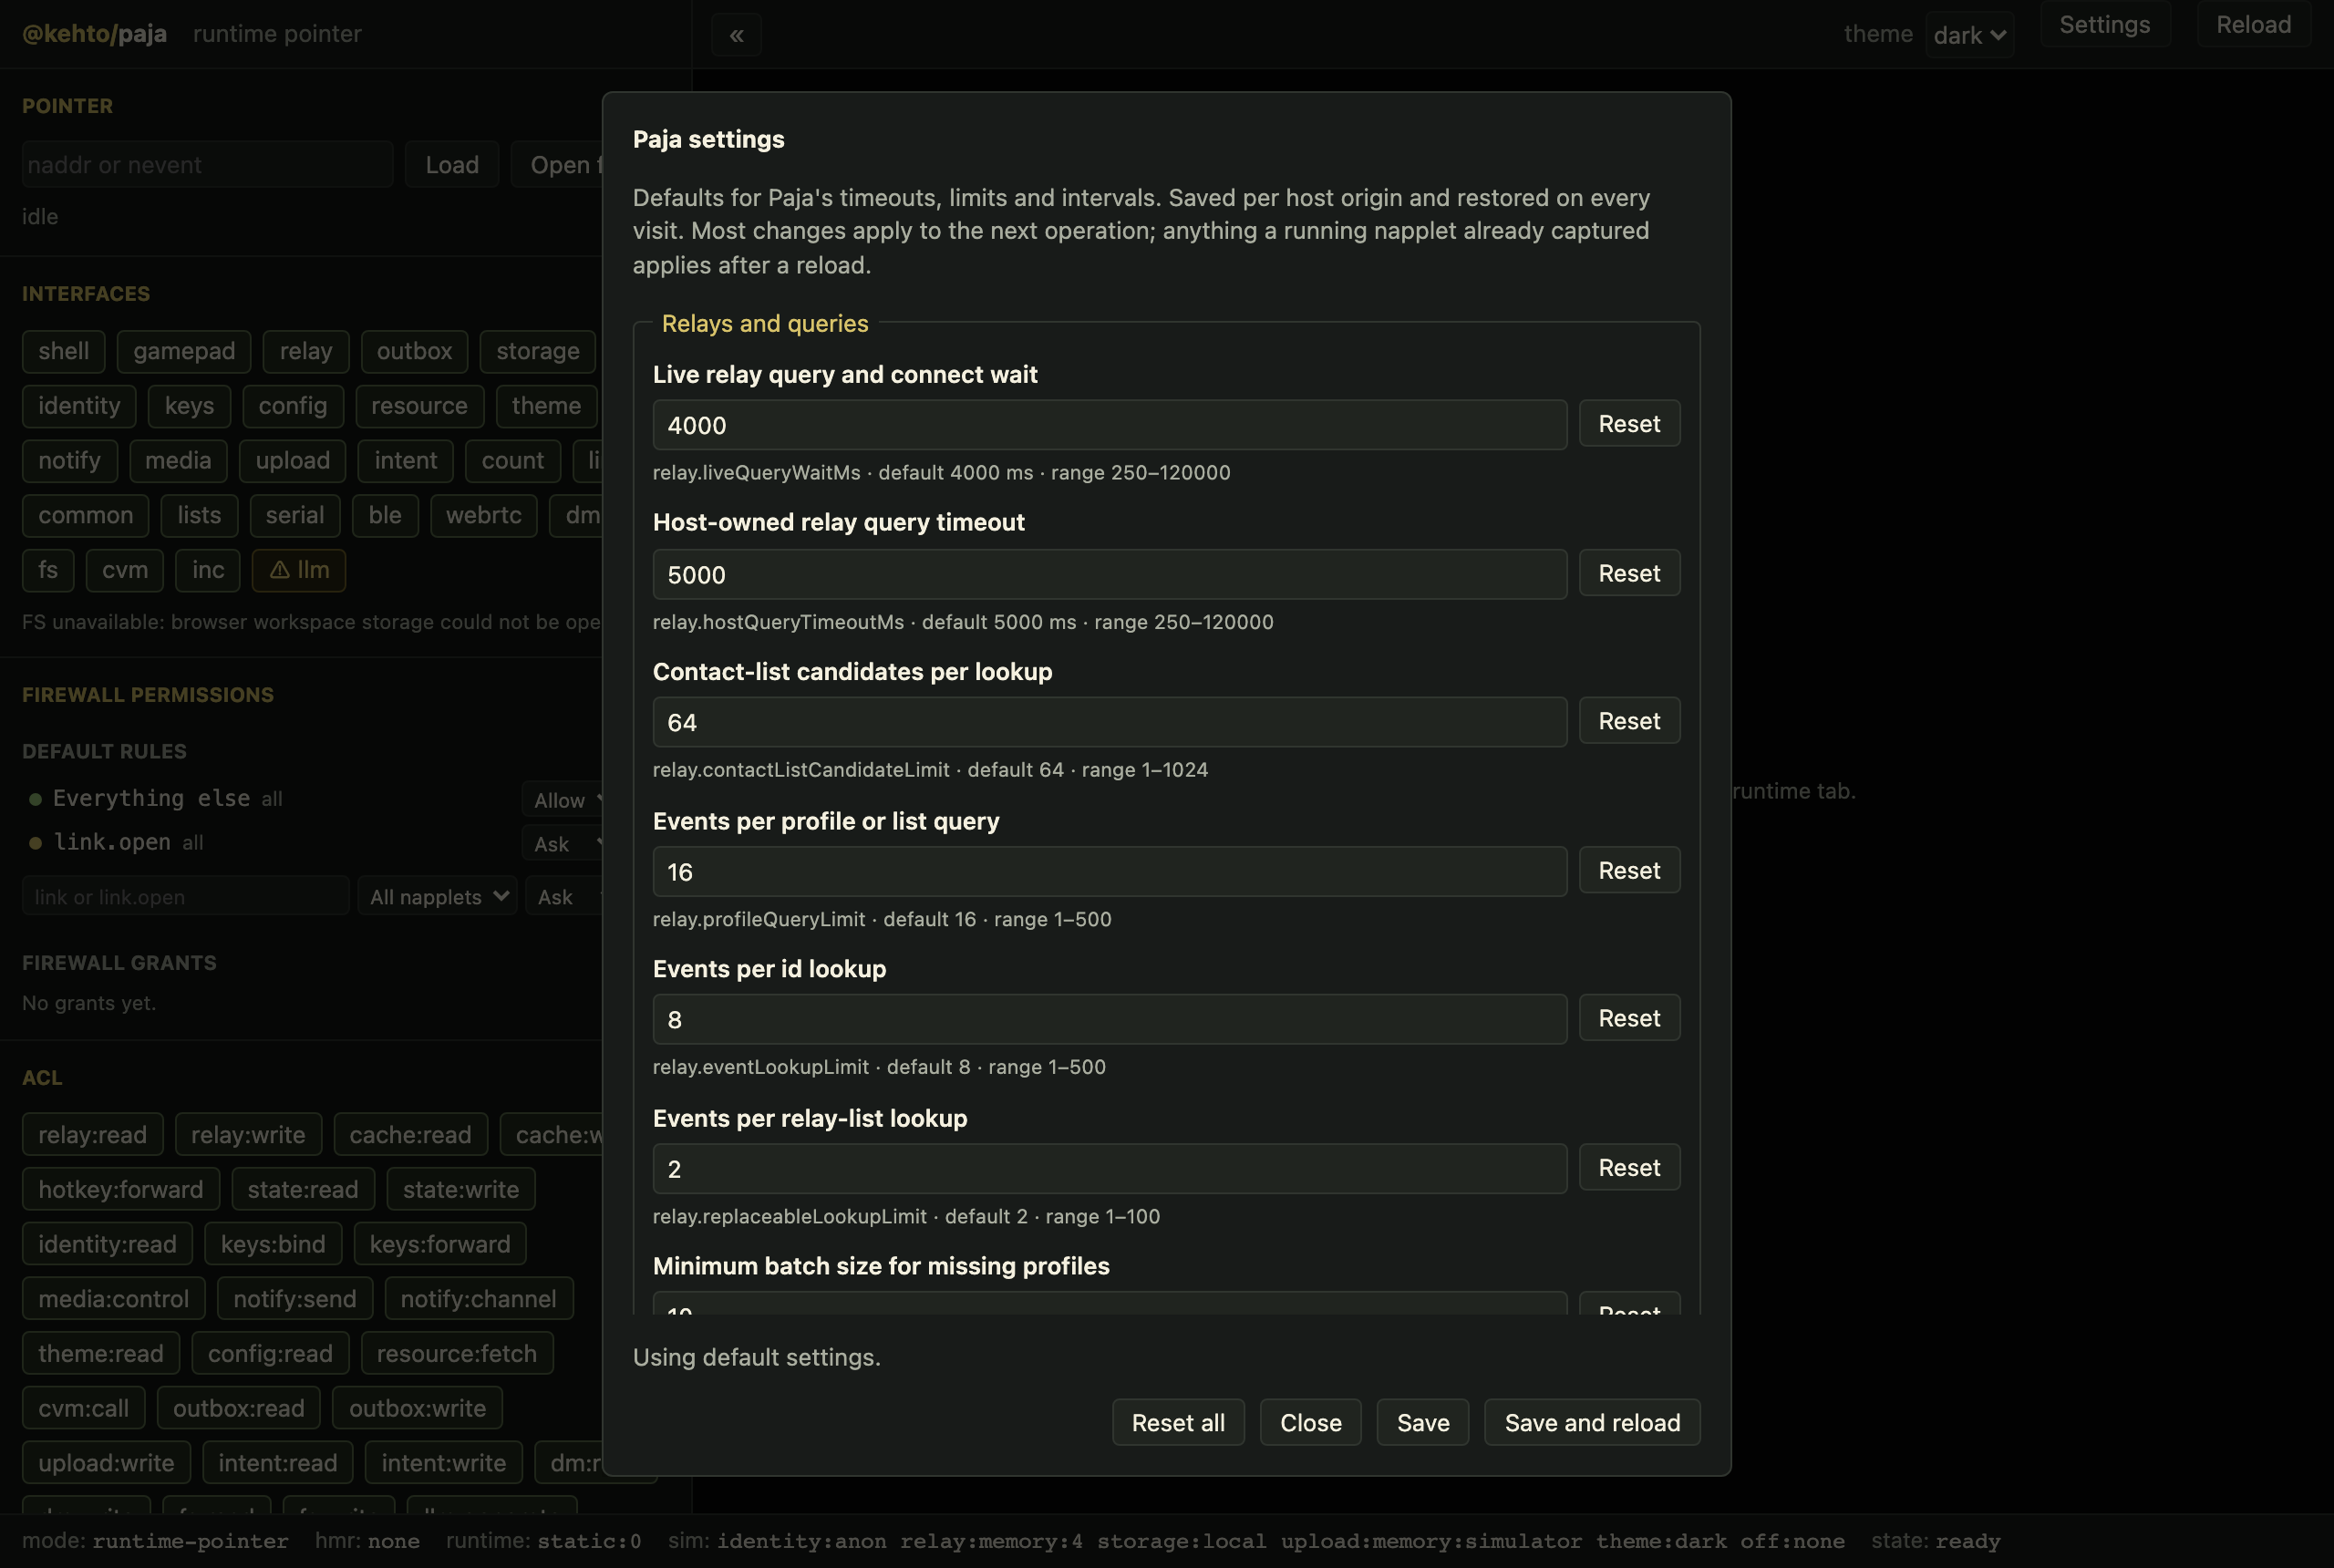 @kehto/paja runtime pointer
«
theme dark Settings Reload
POINTER
naddr or nevent Load Open f
idle
INTERFACES
shell gamepad relay outbox storage
identity keys config resource theme
notify media upload intent count li
common lists serial ble webrtc dm
fs cvm inc ⚠ llm
FS unavailable: browser workspace storage could not be ope
FIREWALL PERMISSIONS
DEFAULT RULES
Everything else all Allow
link.open all Ask
link or link.open All napplets Ask
FIREWALL GRANTS
No grants yet.
ACL
relay:read relay:write cache:read cache:w
hotkey:forward state:read state:write
identity:read keys:bind keys:forward
media:control notify:send notify:channel
theme:read config:read resource:fetch
cvm:call outbox:read outbox:write
upload:write intent:read intent:write dm:r
Paja settings
Defaults for Paja's timeouts, limits and intervals. Saved per host origin and restored on every
visit. Most changes apply to the next operation; anything a running napplet already captured
applies after a reload.
Relays and queries
Live relay query and connect wait
4000 Reset
relay.liveQueryWaitMs · default 4000 ms · range 250–120000
Host-owned relay query timeout
5000 Reset
relay.hostQueryTimeoutMs · default 5000 ms · range 250–120000
Contact-list candidates per lookup
64 Reset
relay.contactListCandidateLimit · default 64 · range 1–1024
Events per profile or list query
16 Reset
relay.profileQueryLimit · default 16 · range 1–500
Events per id lookup
8 Reset
relay.eventLookupLimit · default 8 · range 1–500
Events per relay-list lookup
2 Reset
relay.replaceableLookupLimit · default 2 · range 1–100
Minimum batch size for missing profiles
Reset
Using default settings.
Reset all Close Save Save and reload
runtime tab.
mode: runtime-pointer hmr: none runtime: static:0 sim: identity:anon relay:memory:4 storage:local upload:memory:simulator theme:dark off:none state: ready